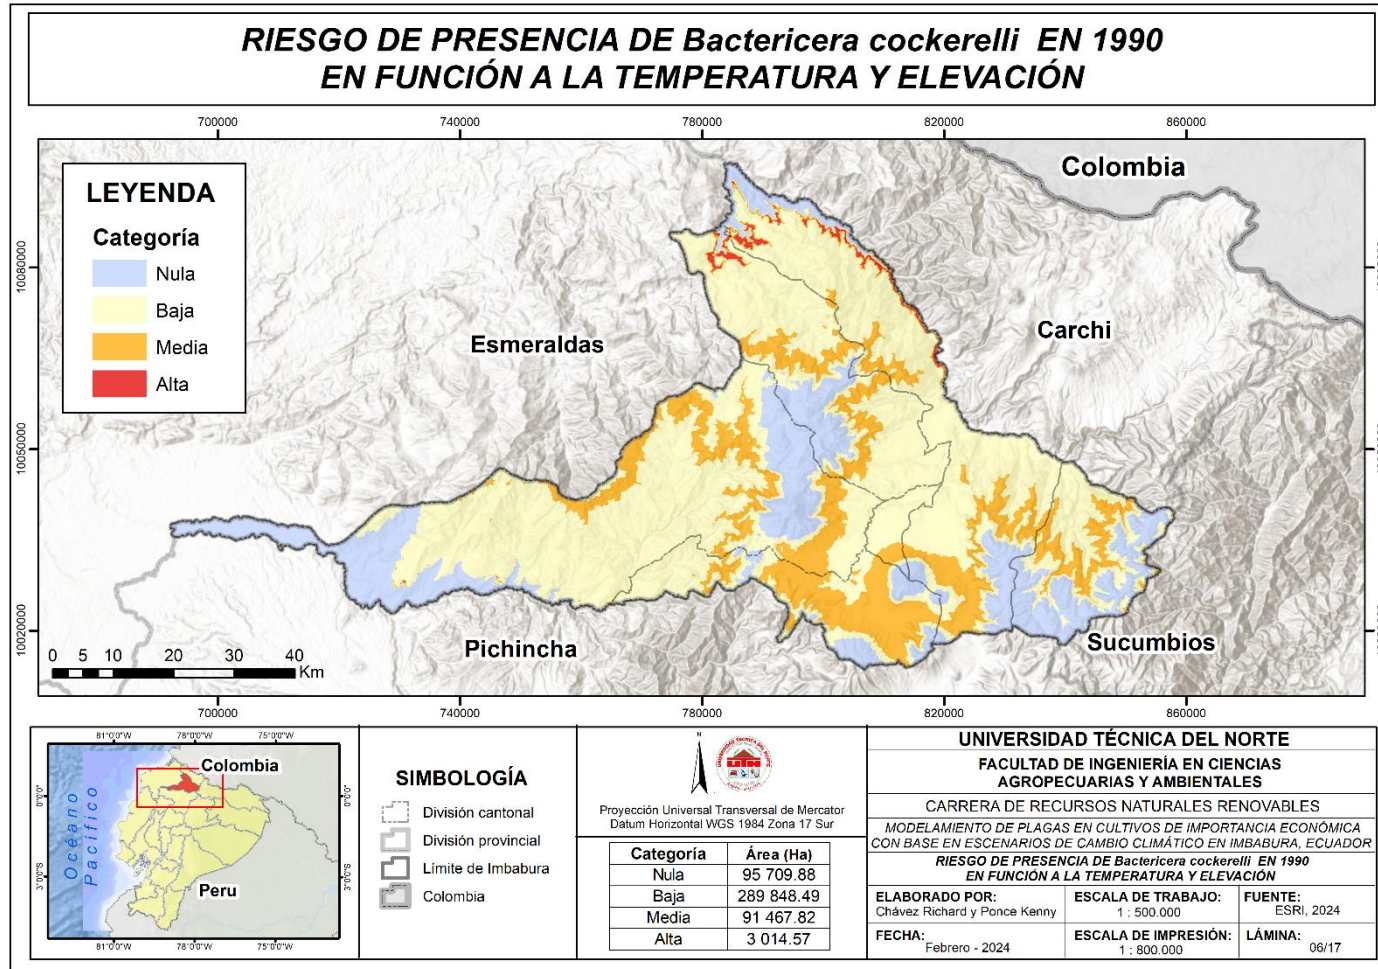 RIESGO DE PRESENCIA DE Bactericera cockerelli EN 1990
EN FUNCIÓN A LA TEMPERATURA Y ELEVACIÓN
700000 740000 780000 820000 860000
LEYENDA
Categoría
Nula
Baja
Media
Alta
Colombia
Esmeraldas
Carchi
Pichincha
Sucumbios
10080000
10050000
10020000
0 5 10 20 30 40
Km
700000 740000 780000 820000 860000
81°0'0"W 78°0'0"W 75°0'0"W
Colombia
Océano
Pacífico
Peru
0°0'0"
3°0'0"S
0°0'0"
3°0'0"S
81°0'0"W 78°0'0"W 75°0'0"W
SIMBOLOGÍA
División cantonal
División provincial
Límite de Imbabura
Colombia
N
UTN
Proyección Universal Transversal de Mercator
Datum Horizontal WGS 1984 Zona 17 Sur
Categoría Área (Ha)
Nula 95 709.88
Baja 289 848.49
Media 91 467.82
Alta 3 014.57
UNIVERSIDAD TÉCNICA DEL NORTE
FACULTAD DE INGENIERÍA EN CIENCIAS
AGROPECUARIAS Y AMBIENTALES
CARRERA DE RECURSOS NATURALES RENOVABLES
MODELAMIENTO DE PLAGAS EN CULTIVOS DE IMPORTANCIA ECONÓMICA
CON BASE EN ESCENARIOS DE CAMBIO CLIMÁTICO EN IMBABURA, ECUADOR
RIESGO DE PRESENCIA DE Bactericera cockerelli EN 1990
EN FUNCIÓN A LA TEMPERATURA Y ELEVACIÓN
ELABORADO POR:
Chávez Richard y Ponce Kenny
ESCALA DE TRABAJO:
1 : 500.000
FUENTE:
ESRI, 2024
FECHA:
Febrero - 2024
ESCALA DE IMPRESIÓN:
1 : 800.000
LÁMINA:
06/17